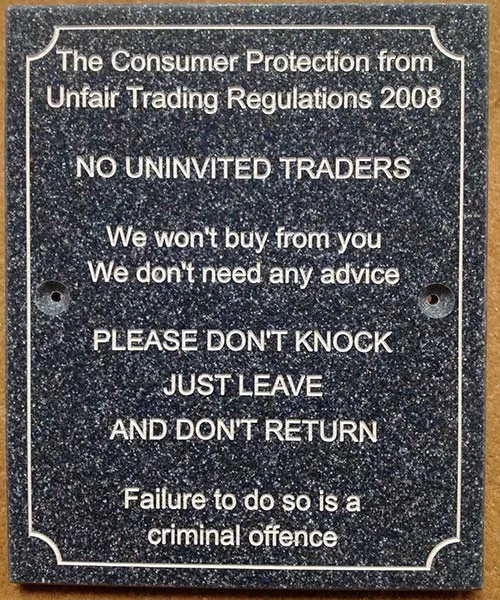 The Consumer Protection from
Unfair Trading Regulations 2008
NO UNINVITED TRADERS
We won't buy from you
We don't need any advice
PLEASE DON'T KNOCK
JUST LEAVE
AND DON'T RETURN
Failure to do so is a
criminal offence